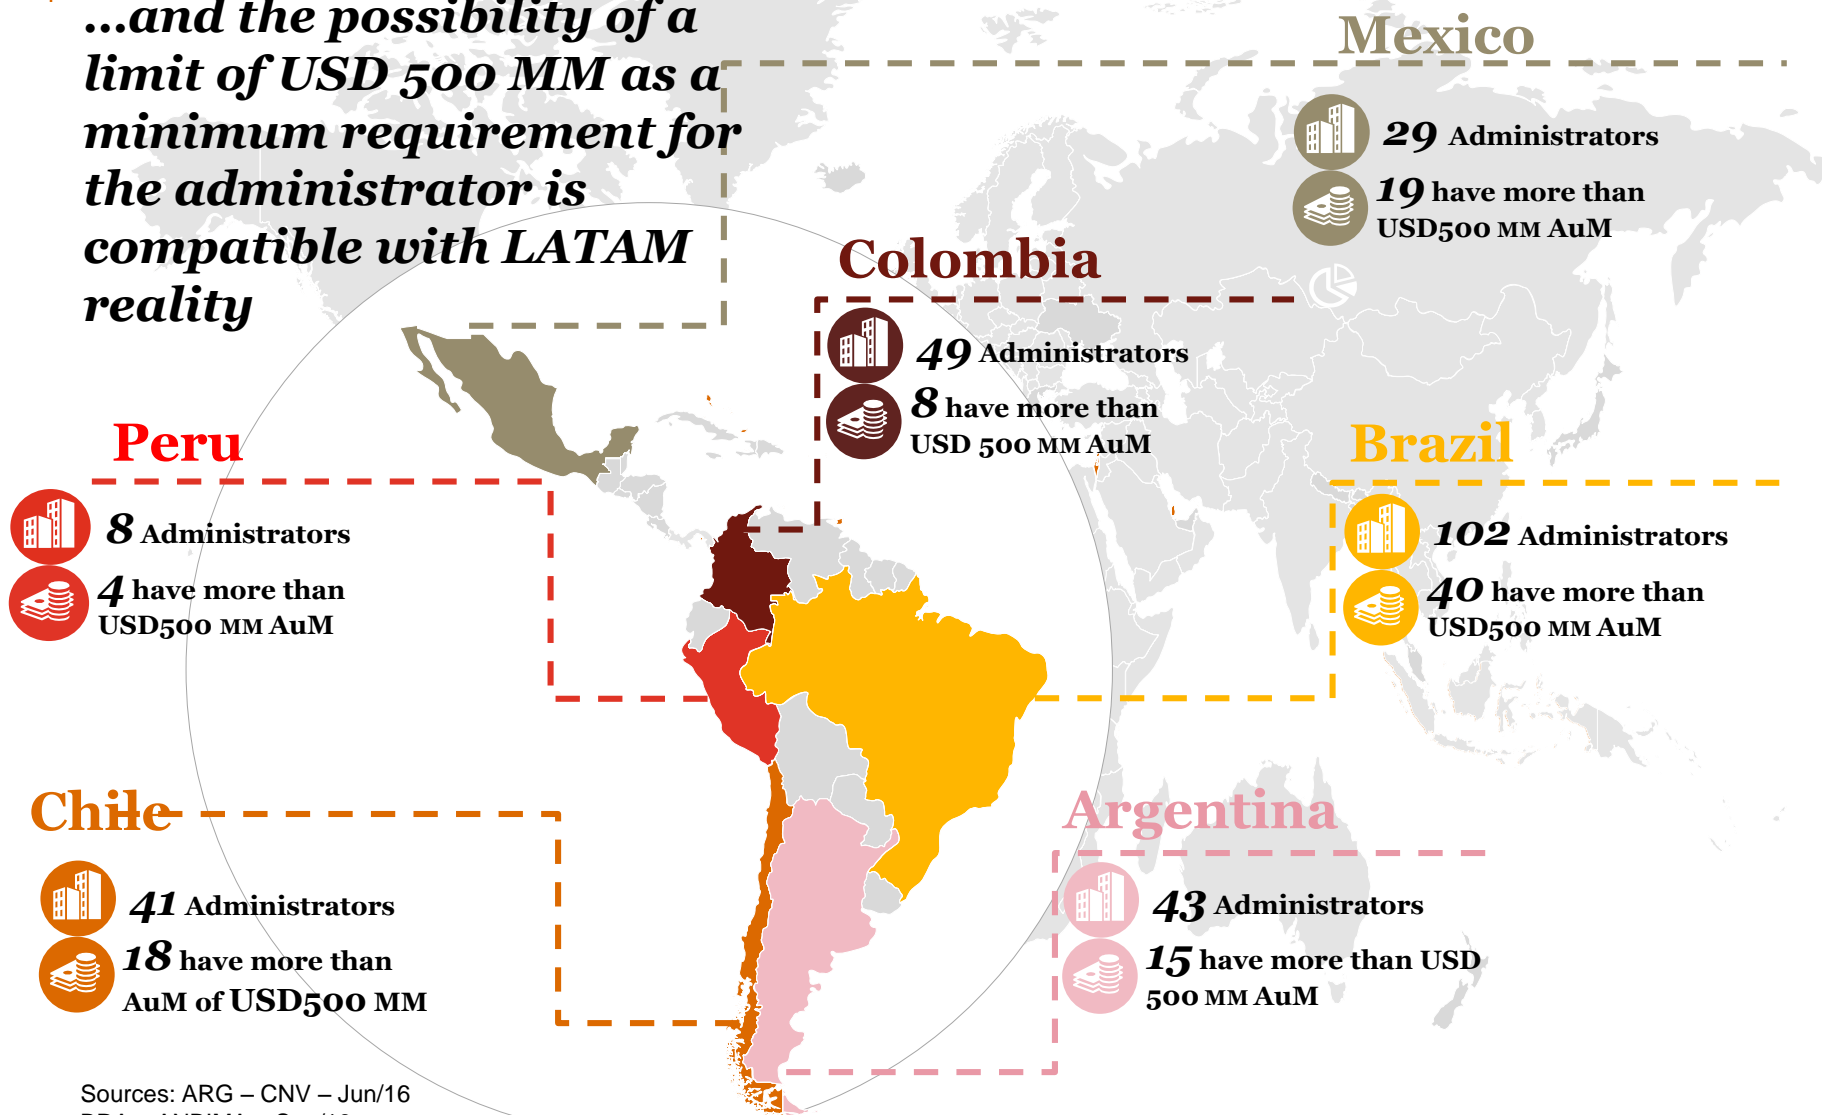 ...and the possibility of a
limit of USD 500 MM as a
minimum requirement for
the administrator is
compatible with LATAM
reality
Mexico
29 Administrators
19 have more than
USD500 MM AuM
Colombia
49 Administrators
8 have more than
USD 500 MM AuM
Peru
8 Administrators
4 have more than
USD500 MM AuM
Brazil
102 Administrators
40 have more than
USD500 MM AuM
Chile
41 Administrators
18 have more than
AuM of USD500 MM
Argentina
43 Administrators
15 have more than USD
500 MM AuM
Sources: ARG – CNV – Jun/16